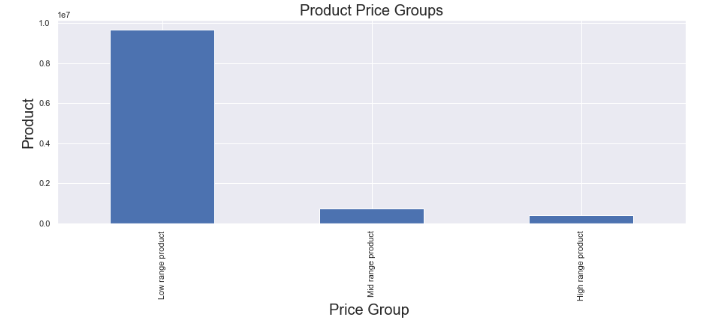 Product Price Groups
1e7
1.0
0.8
0.6
0.4
0.2
0.0
Product
Low range product
Mid range product
High range product
Price Group